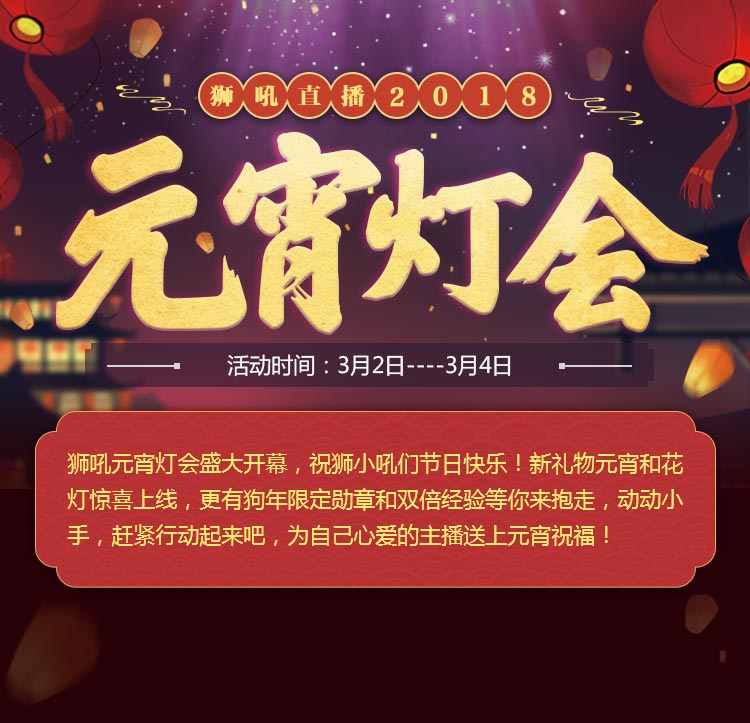 狮吼直播2018
元宵灯会
活动时间：3月2日----3月4日
狮吼元宵灯会盛大开幕，祝狮小吼们节日快乐！新礼物元宵和花
灯惊喜上线，更有狗年限定勋章和双倍经验等你来抱走，动动小
手，赶紧行动起来吧，为自己心爱的主播送上元宵祝福！